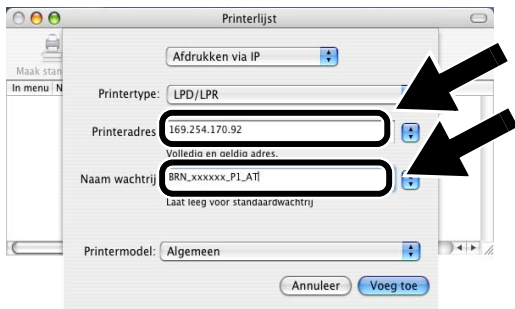 Printerlijst
Afdrukken via IP
Maak stan
In menu N
Printertype: LPD/LPR
Printeradres 169.254.170.92
Volledig en geldig adres.
Naam wachtrij BRN_xxxxxx_P1_AT
Laat leeg voor standaardwachtrij
Printermodel: Algemeen
Annuleer Voeg toe